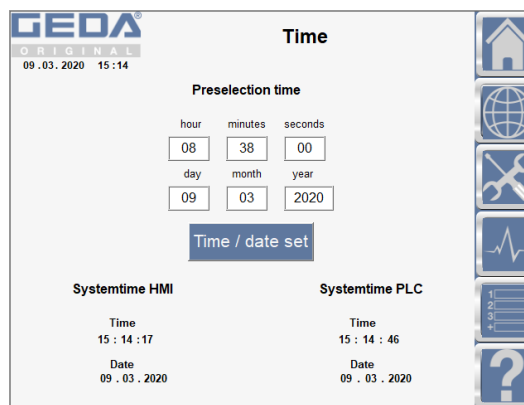 GEDA®
ORIGINAL
09.03.2020 15:14
Time
Preselection time
hour minutes seconds
08 38 00
day month year
09 03 2020
Time / date set
Systemtime HMI Systemtime PLC
Time Time
15 : 14 : 17 15 : 14 : 46
Date Date
09 . 03 . 2020 09 . 03 . 2020
1
2
3
+
?